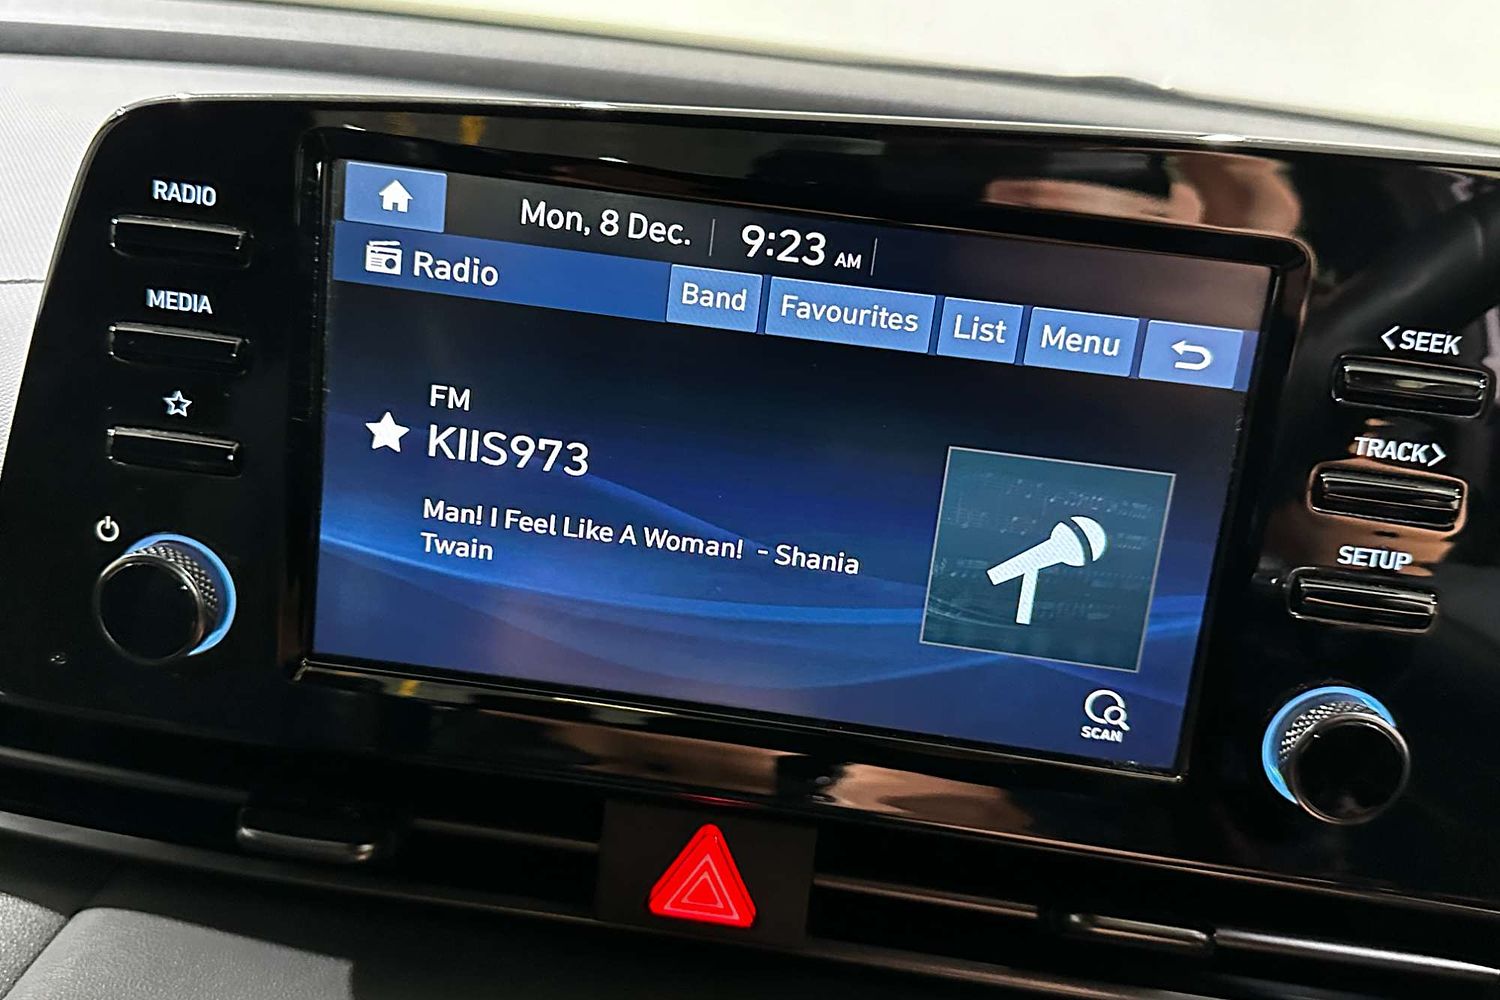 RADIO
MEDIA
Mon, 8 Dec. 9:23 AM
Radio
Band Favourites List Menu
FM
KIIS973
Man! I Feel Like A Woman! - Shania
Twain
SCAN
<SEEK
TRACK>
SETUP